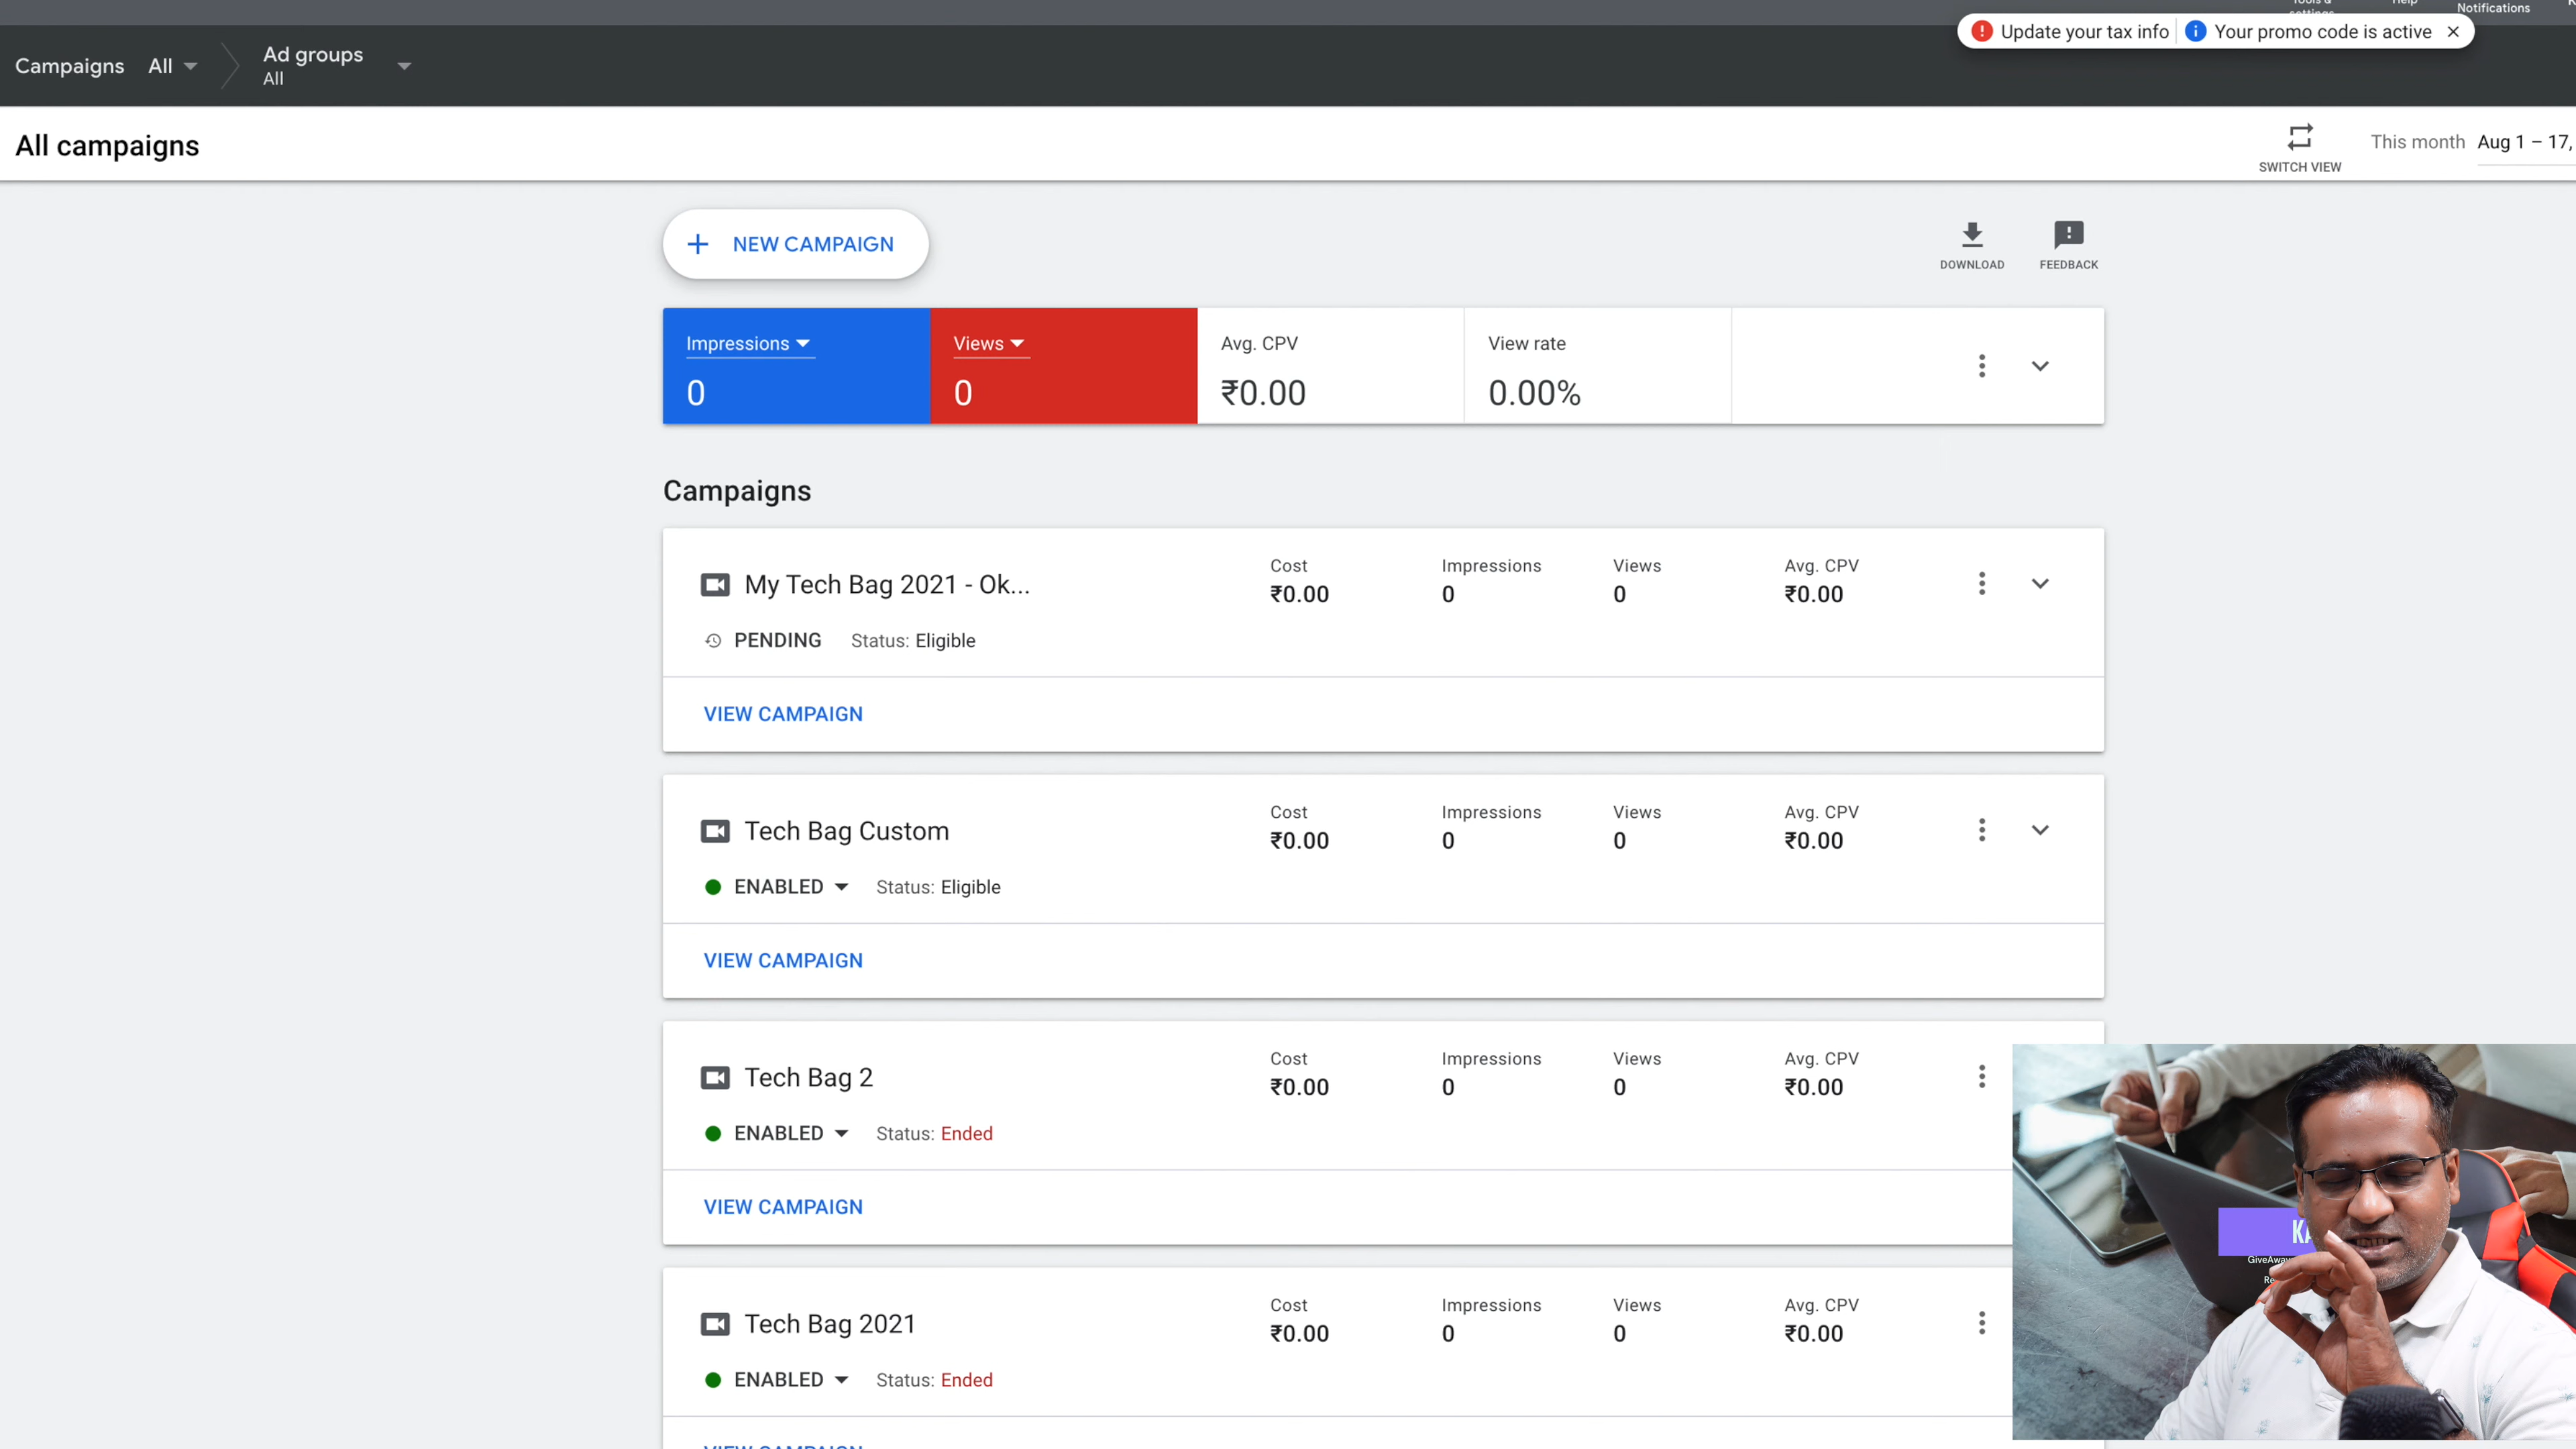 Help
Notifications
Update your tax info
Your promo code is active
Campaigns All
Ad groups
All
All campaigns
SWITCH VIEW
This month Aug 1 – 17,
NEW CAMPAIGN
DOWNLOAD
FEEDBACK
Impressions
0
Views
0
Avg. CPV
₹0.00
View rate
0.00%
Campaigns
My Tech Bag 2021 - Ok...
Cost Impressions Views Avg. CPV
₹0.00 0 0 ₹0.00
PENDING Status: Eligible
VIEW CAMPAIGN
Tech Bag Custom
Cost Impressions Views Avg. CPV
₹0.00 0 0 ₹0.00
ENABLED Status: Eligible
VIEW CAMPAIGN
Tech Bag 2
Cost Impressions Views Avg. CPV
₹0.00 0 0 ₹0.00
ENABLED Status: Ended
VIEW CAMPAIGN
Tech Bag 2021
Cost Impressions Views Avg. CPV
₹0.00 0 0 ₹0.00
ENABLED Status: Ended
VIEW CAMPAIGN